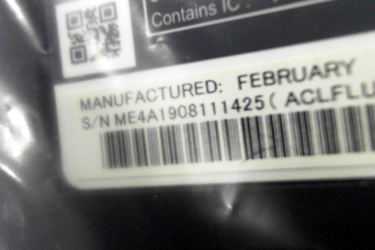 Contains IC :
MANUFACTURED: FEBRUARY
S/N ME4A1908111425( ACLFLU